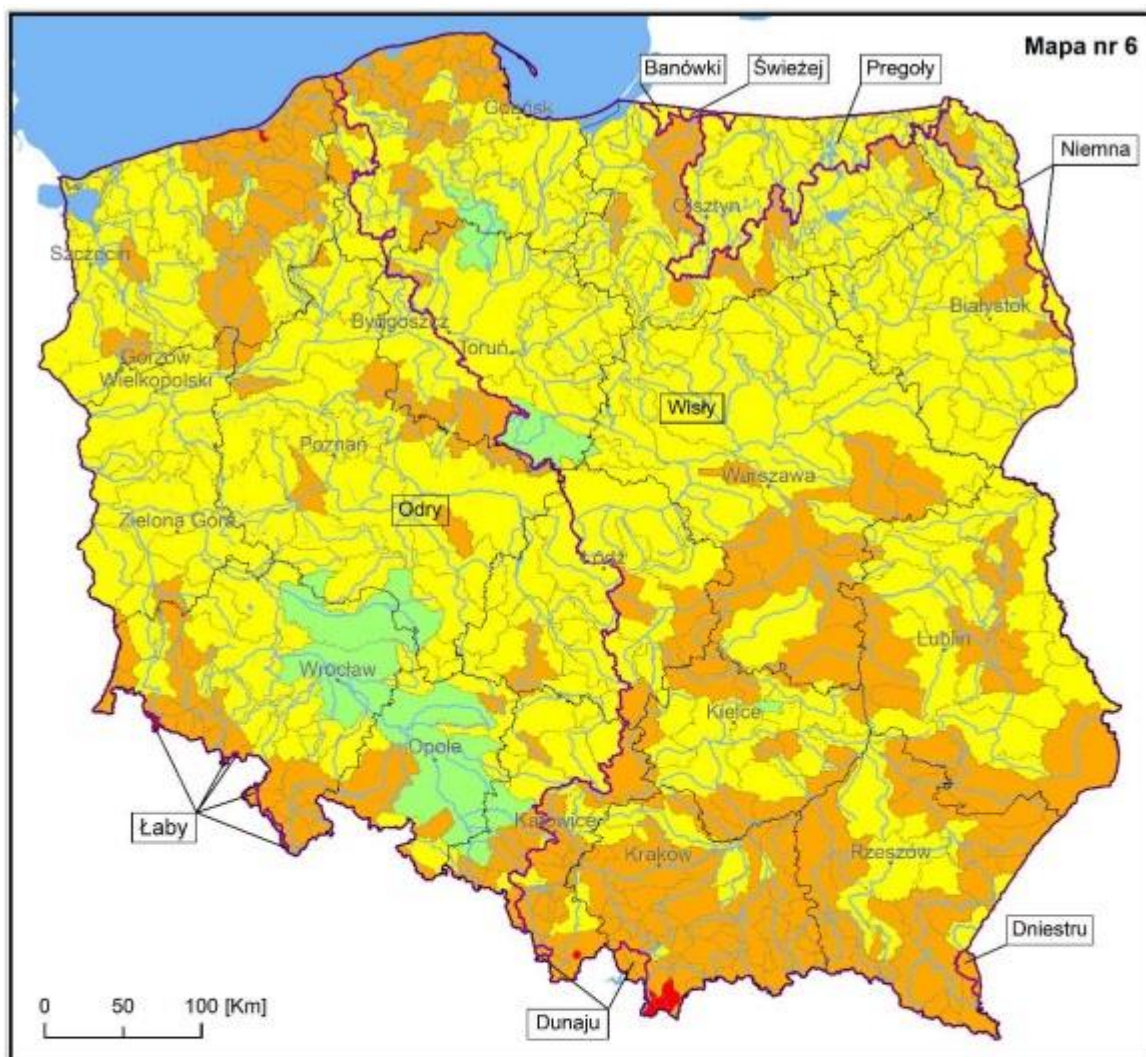 Mapa nr 6
Banówki
Świeżej
Pregoły
Gdańsk
Niemna
Olsztyn
Szczecin
Białystok
Bydgoszcz
Toruń
Gorzów
Wielkopolski
Wisły
Poznań
Warszawa
Odry
Zielona Góra
Łódź
Lublin
Wrocław
Kielce
Opole
Łaby
Katowice
Kraków
Rzeszów
Dniestru
0 50 100 [Km]
Dunaju